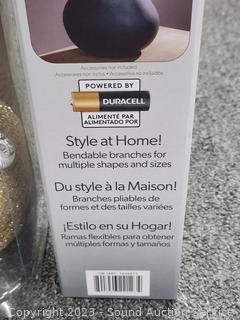 Accessories not included
Accessoires non inclus • Accesorios no incluidos
POWERED BY
DURACELL
ALIMENTÉ PAR
ALIMENTADO POR
Style at Home!
Bendable branches for
multiple shapes and sizes
Du style à la Maison!
Branches pliables de
formes et des tailles variées
¡Estilo en su Hogar!
Ramas flexibles para obtener
múltiples formas y tamaños
Copyright 2023 - Sound Auction Service -